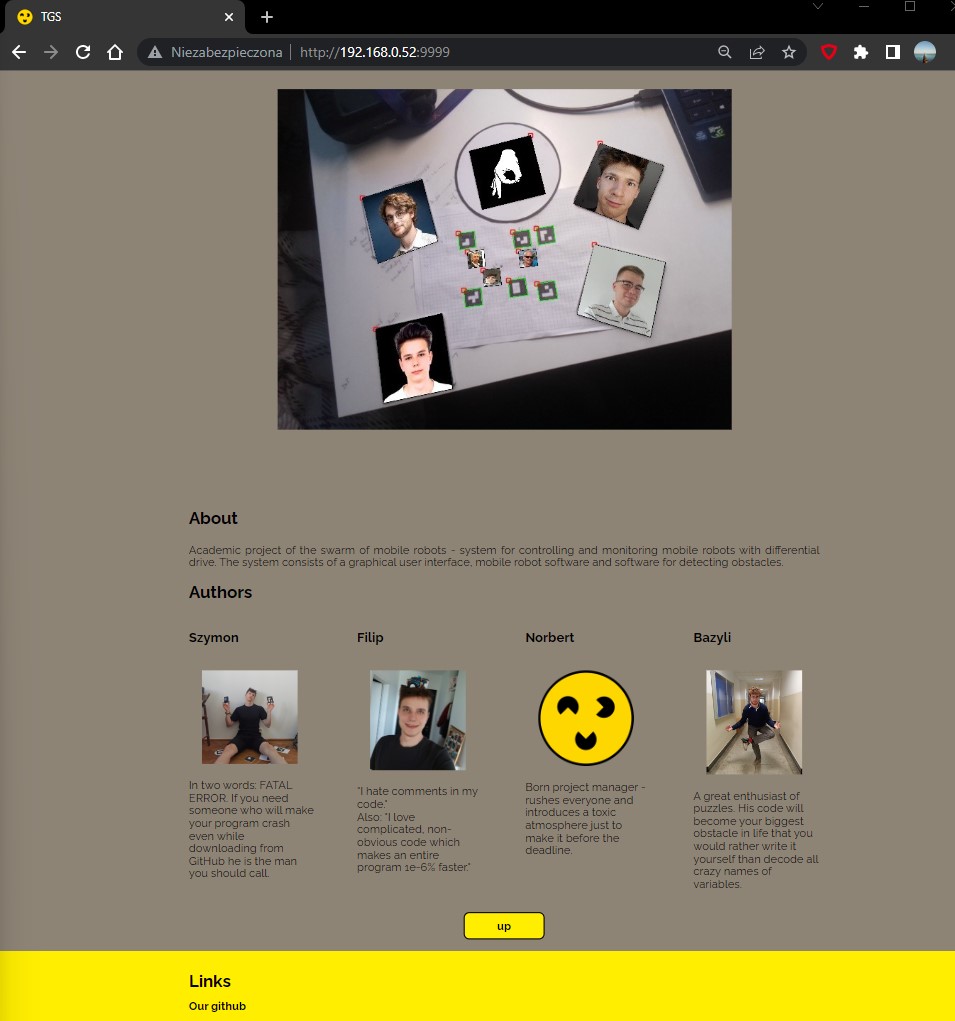 TGS
Niezabezpieczona | http://192.168.0.52:9999
About
Academic project of the swarm of mobile robots - system for controlling and monitoring mobile robots with differential
drive. The system consists of a graphical user interface, mobile robot software and software for detecting obstacles.
Authors
Szymon
In two words: FATAL
ERROR. If you need
someone who will make
your program crash
even while
downloading from
GitHub he is the man
you should call.
Filip
"I hate comments in my
code."
Also: "I love
complicated, non-
obvious code which
makes an entire
program 1e-6% faster."
Norbert
Born project manager -
rushes everyone and
introduces a toxic
atmosphere just to
make it before the
deadline.
Bazyli
A great enthusiast of
puzzles. His code will
become your biggest
obstacle in life that you
would rather write it
yourself than decode all
crazy names of
variables.
up
Links
Our github